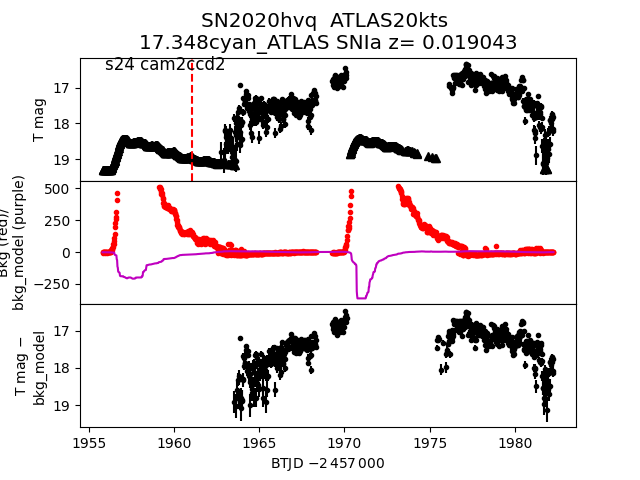 SN2020hvq ATLAS20kts
17.348cyan_ATLAS SNIa z= 0.019043
s24 cam2ccd2
T mag
17
18
19
Bkg (red)/
bkg_model (purple)
500
250
0
−250
T mag −
bkg_model
17
18
19
1955 1960 1965 1970 1975 1980
BTJD −2 457 000